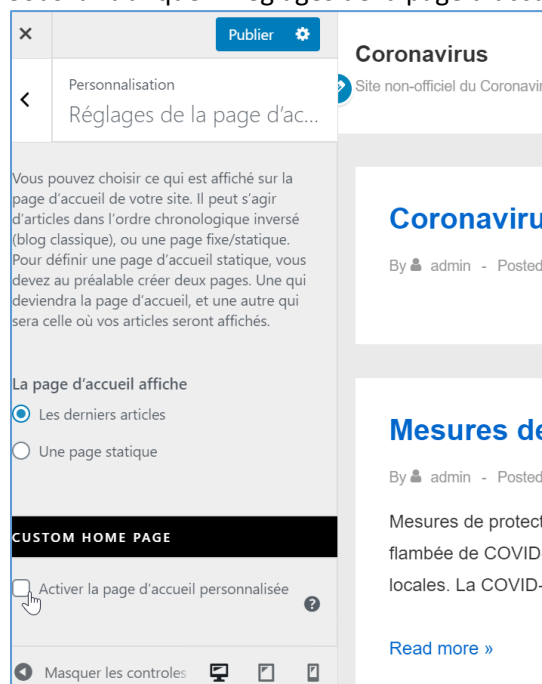 Publier
Personnalisation
Réglages de la page d'ac...
Vous pouvez choisir ce qui est affiché sur la
page d'accueil de votre site. Il peut s'agir
d'articles dans l'ordre chronologique inversé
(blog classique), ou une page fixe/statique.
Pour définir une page d'accueil statique, vous
devez au préalable créer deux pages. Une qui
deviendra la page d'accueil, et une autre qui
sera celle où vos articles seront affichés.
La page d'accueil affiche
Les derniers articles
Une page statique
CUSTOM HOME PAGE
Activer la page d'accueil personnalisée
Masquer les controles
Coronavirus
Site non-officiel du Coronavir
Coronaviru
By admin - Posted
Mesures de
By admin - Posted
Mesures de protect
flambée de COVID
locales. La COVID-
Read more »